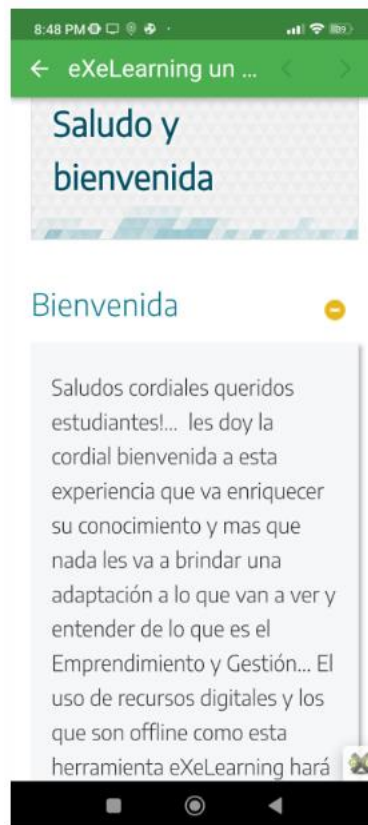 8:48 PM
eXeLearning un ...
Saludo y
bienvenida
Bienvenida
Saludos cordiales queridos
estudiantes!... les doy la
cordial bienvenida a esta
experiencia que va enriquecer
su conocimiento y mas que
nada les va a brindar una
adaptación a lo que van a ver y
entender de lo que es el
Emprendimiento y Gestión... El
uso de recursos digitales y los
que son offline como esta
herramienta eXeLearning hará